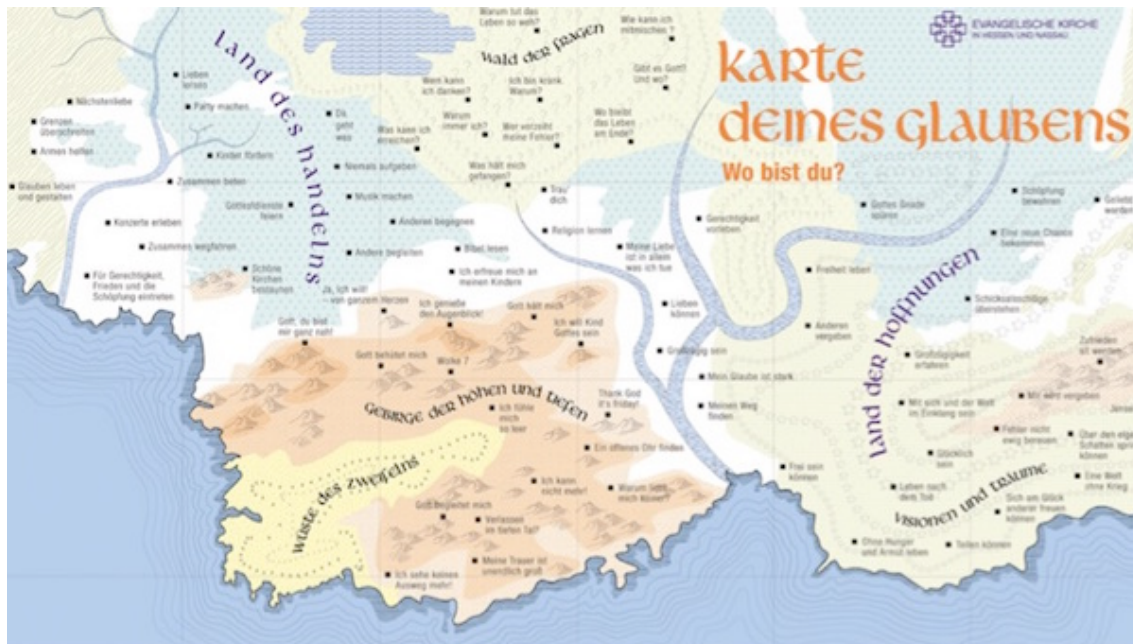 EVANGELISCHE KIRCHE
IN HESSEN UND NASSAU
KARTE
DEINES GLAUBENS
Wo bist du?
Land des Handelns
Wald der Fragen
Land der Hoffnungen
Gebirge der Höhen und Tiefen
Wüste des Zweifelns
Visionen und Träume
Warum tut das
Leben so weh?
Wie kann ich
mitmischen?
Gibt es Gott?
Und wo?
Wem kann
ich danken?
Ich bin krank.
Warum?
Warum
immer ich?
Wer verzeiht
meine Fehler?
Wo bleibt
das Leben
am Ende?
Was kann ich
erreichen?
Was hält mich
gefangen?
Lieben
lernen
Nächstenliebe
Party machen
Grenzen
überschreiten
Armen helfen
Da
geht
was
Kinder fördern
Niemals aufgeben
Glauben leben
und gestalten
Zusammen beten
Musik machen
Gottesdienste
feiern
Konzerte erleben
Anderen begegnen
Zusammen wegfahren
Andere begleiten
Für Gerechtigkeit,
Frieden und die
Schöpfung eintreten
Schöne
Kirchen
bestaunen
Trau
dich
Religion lernen
Bibel lesen
Ich erfreue mich an
meinen Kindern
Meine Liebe
ist in allem
was ich tue
Gerechtigkeit
vorleben
Gottes Gnade
spüren
Schöpfung
bewahren
Eine neue Chance
bekommen
Freiheit leben
Schicksalsschläge
überstehen
Ja, ich will!
von ganzem Herzen
Ich genieße
den Augenblick!
Gott hält mich
Ich will Kind
Gottes sein
Gott, du bist
mir ganz nah!
Gott behütet mich
Wolke 7
Lieben
können
Großzügig sein
Anderen
vergeben
Mein Glaube ist stark
Meinen Weg
finden
Großzügigkeit
erfahren
Zufrieden
Mit sich und der Welt
im Einklang sein
Mir wird vergeben
Fehler nicht
ewig bereuen
Über den
Schatten
können
Glücklich
sein
Eine Welt
ohne Krieg
Frei sein
können
Leben nach
dem Tod
Sich am Glück
anderer freuen
können
Ohne Hunger
und Armut leben
Teilen können
Thank God
it's friday!
Ich fühle
mich
so leer
Ein offenes Ohr finden
Ich kann
nicht mehr!
Warum liebt
mich keiner?
Gott begleitet mich
Verlassen
im tiefen Tal?
Meine Trauer ist
unendlich groß
Ich sehe keinen
Ausweg mehr!